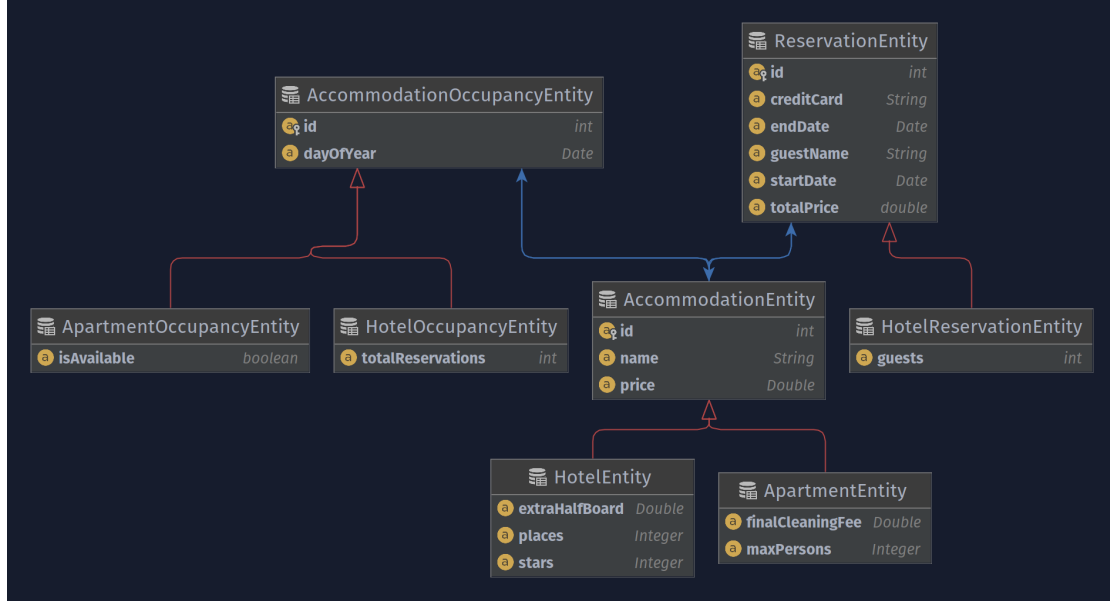 ReservationEntity
id int
creditCard String
endDate Date
guestName String
startDate Date
totalPrice double
AccommodationOccupancyEntity
id int
dayOfYear Date
ApartmentOccupancyEntity
isAvailable boolean
HotelOccupancyEntity
totalReservations int
AccommodationEntity
id int
name String
price Double
HotelReservationEntity
guests int
HotelEntity
extraHalfBoard Double
places Integer
stars Integer
ApartmentEntity
finalCleaningFee Double
maxPersons Integer